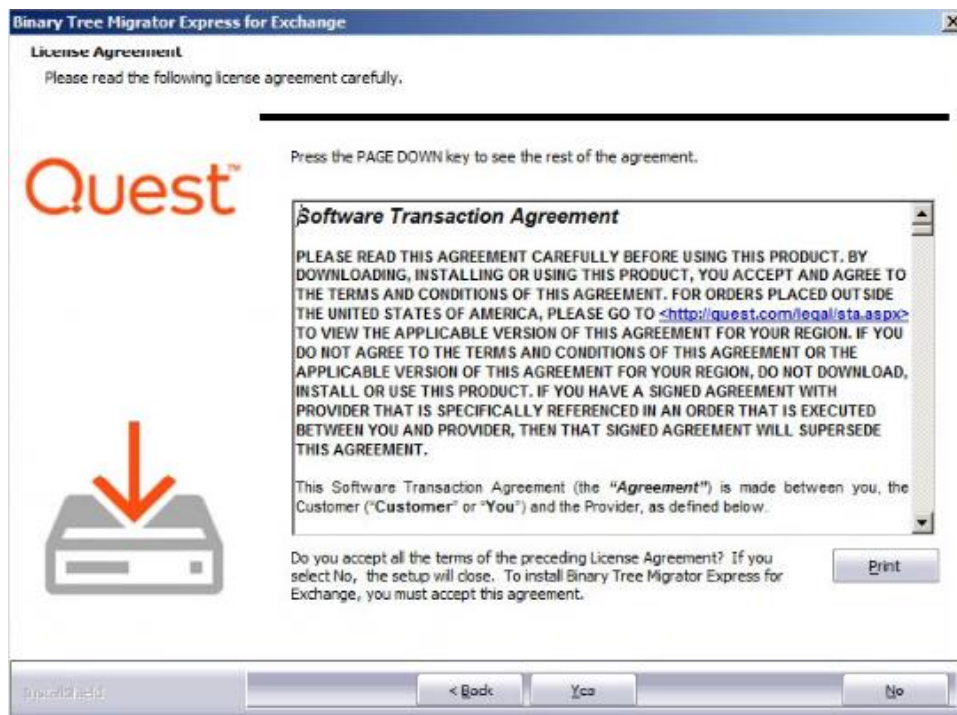 Binary Tree Migrator Express for Exchange
License Agreement
Please read the following license agreement carefully.
Quest™
Press the PAGE DOWN key to see the rest of the agreement.
Software Transaction Agreement
PLEASE READ THIS AGREEMENT CAREFULLY BEFORE USING THIS PRODUCT. BY
DOWNLOADING, INSTALLING OR USING THIS PRODUCT, YOU ACCEPT AND AGREE TO
THE TERMS AND CONDITIONS OF THIS AGREEMENT. FOR ORDERS PLACED OUTSIDE
THE UNITED STATES OF AMERICA, PLEASE GO TO <http://quest.com/legal/sta.aspx>
TO VIEW THE APPLICABLE VERSION OF THIS AGREEMENT FOR YOUR REGION. IF YOU
DO NOT AGREE TO THE TERMS AND CONDITIONS OF THIS AGREEMENT OR THE
APPLICABLE VERSION OF THIS AGREEMENT FOR YOUR REGION, DO NOT DOWNLOAD,
INSTALL OR USE THIS PRODUCT. IF YOU HAVE A SIGNED AGREEMENT WITH
PROVIDER THAT IS SPECIFICALLY REFERENCED IN AN ORDER THAT IS EXECUTED
BETWEEN YOU AND PROVIDER, THEN THAT SIGNED AGREEMENT WILL SUPERSEDE
THIS AGREEMENT.
This Software Transaction Agreement (the "Agreement") is made between you, the
Customer ("Customer" or "You") and the Provider, as defined below.
Do you accept all the terms of the preceding License Agreement? If you
select No, the setup will close. To install Binary Tree Migrator Express for
Exchange, you must accept this agreement.
Print
InstallShield
< Back
Yes
No